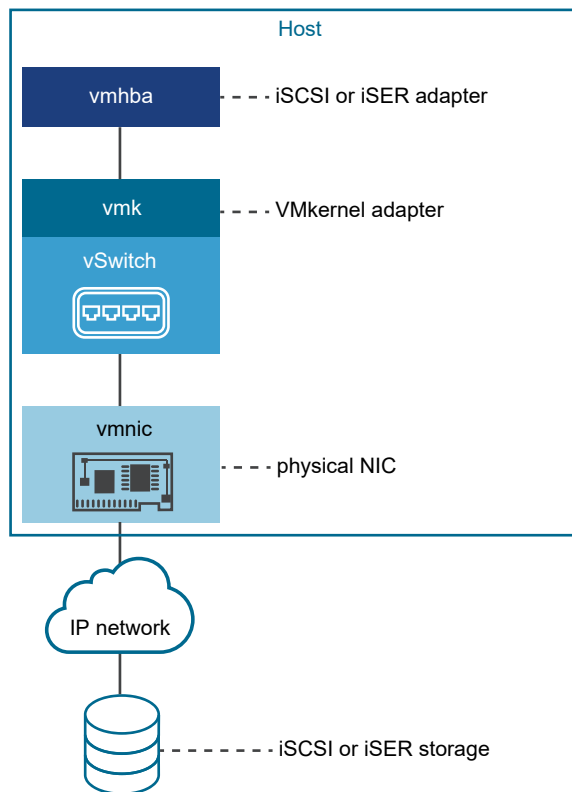 Host
vmhba
iSCSI or iSER adapter
vmk
VMkernel adapter
vSwitch
vmnic
physical NIC
IP network
iSCSI or iSER storage